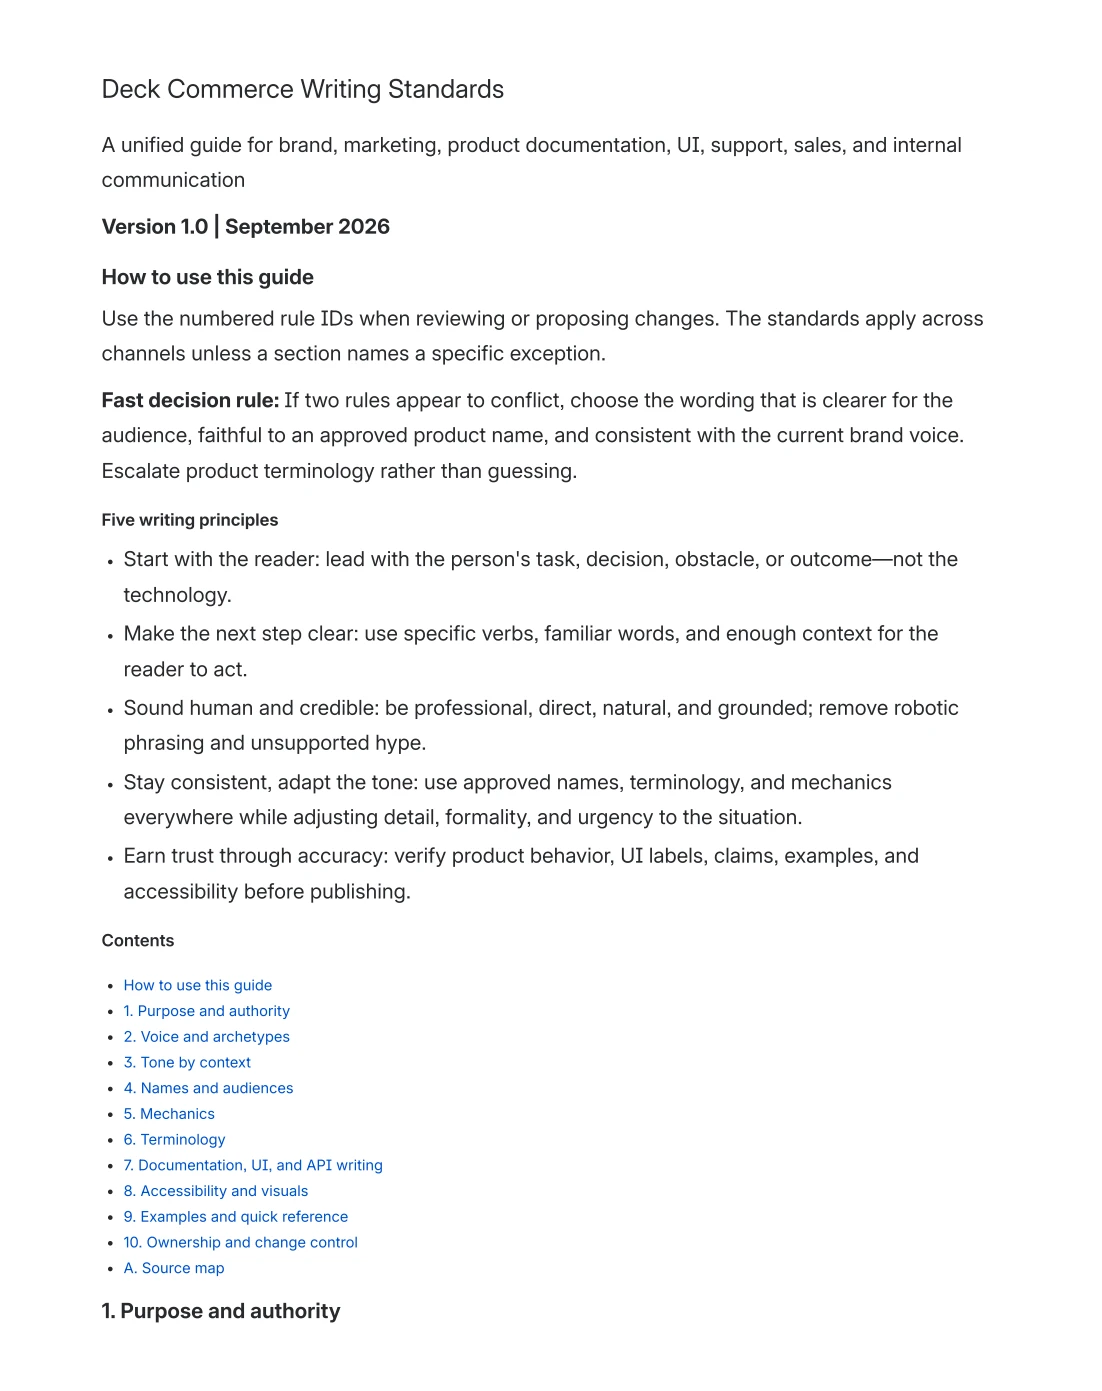 Deck Commerce Writing Standards
A unified guide for brand, marketing, product documentation, UI, support, sales, and internal
communication
Version 1.0 | September 2026
How to use this guide
Use the numbered rule IDs when reviewing or proposing changes. The standards apply across
channels unless a section names a specific exception.
Fast decision rule: If two rules appear to conflict, choose the wording that is clearer for the
audience, faithful to an approved product name, and consistent with the current brand voice.
Escalate product terminology rather than guessing.
Five writing principles
• Start with the reader: lead with the person's task, decision, obstacle, or outcome—not the
technology.
• Make the next step clear: use specific verbs, familiar words, and enough context for the
reader to act.
• Sound human and credible: be professional, direct, natural, and grounded; remove robotic
phrasing and unsupported hype.
• Stay consistent, adapt the tone: use approved names, terminology, and mechanics
everywhere while adjusting detail, formality, and urgency to the situation.
• Earn trust through accuracy: verify product behavior, UI labels, claims, examples, and
accessibility before publishing.
Contents
• How to use this guide
• 1. Purpose and authority
• 2. Voice and archetypes
• 3. Tone by context
• 4. Names and audiences
• 5. Mechanics
• 6. Terminology
• 7. Documentation, UI, and API writing
• 8. Accessibility and visuals
• 9. Examples and quick reference
• 10. Ownership and change control
• A. Source map
1. Purpose and authority